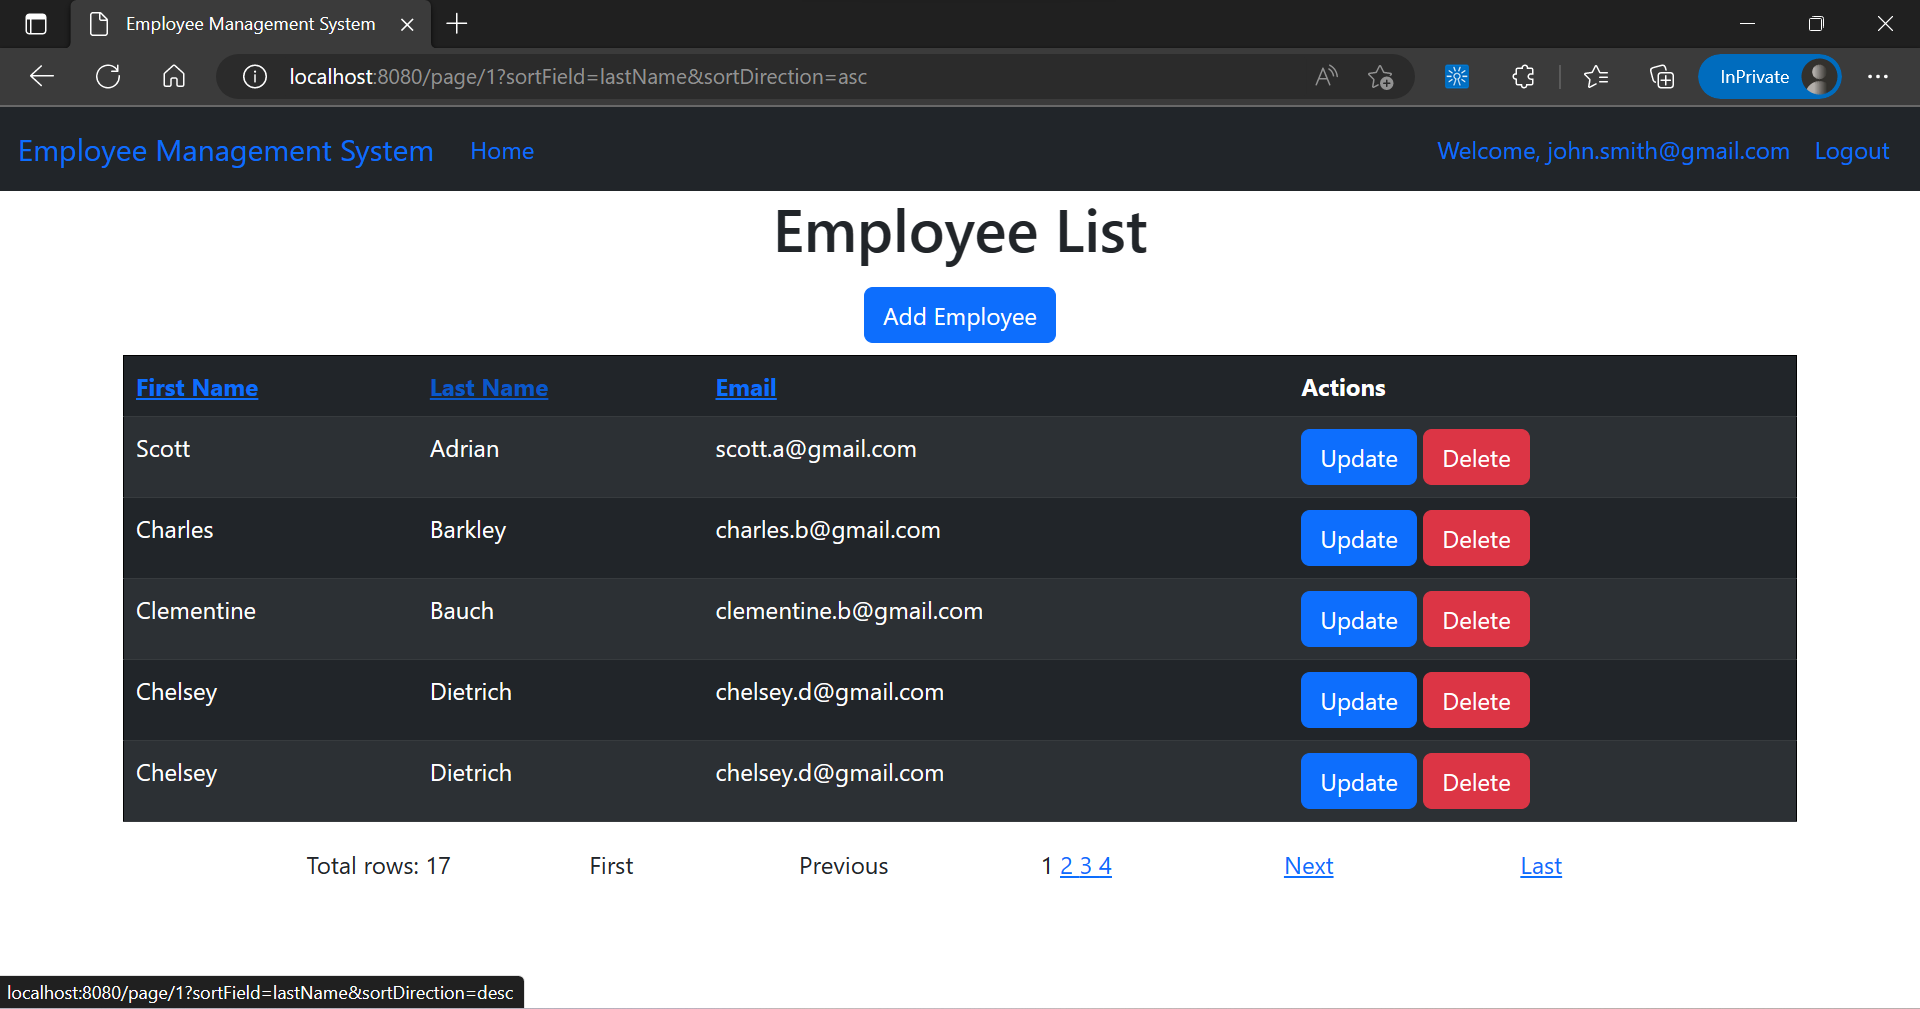 Employee Management System
localhost:8080/page/1?sortField=lastName&sortDirection=asc
InPrivate
Employee Management System Home Welcome, john.smith@gmail.com Logout
Employee List
Add Employee
First Name Last Name Email Actions
Scott Adrian scott.a@gmail.com Update Delete
Charles Barkley charles.b@gmail.com Update Delete
Clementine Bauch clementine.b@gmail.com Update Delete
Chelsey Dietrich chelsey.d@gmail.com Update Delete
Chelsey Dietrich chelsey.d@gmail.com Update Delete
Total rows: 17 First Previous 1 2 3 4 Next Last
localhost:8080/page/1?sortField=lastName&sortDirection=desc